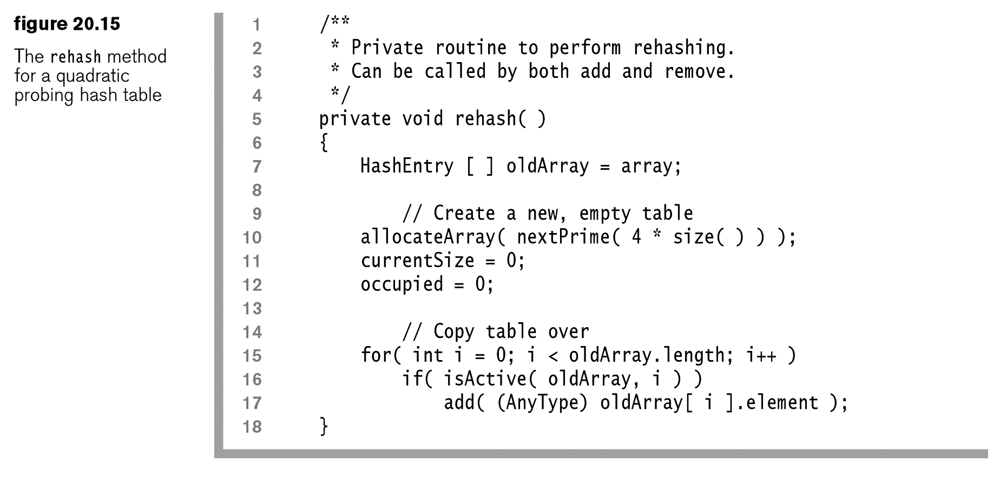 figure 20.15
The rehash method
for a quadratic
probing hash table
1 /**
2 * Private routine to perform rehashing.
3 * Can be called by both add and remove.
4 */
5 private void rehash( )
6 {
7 HashEntry [ ] oldArray = array;
8
9 // Create a new, empty table
10 allocateArray( nextPrime( 4 * size( ) ) );
11 currentSize = 0;
12 occupied = 0;
13
14 // Copy table over
15 for( int i = 0; i < oldArray.length; i++ )
16 if( isActive( oldArray, i ) )
17 add( (AnyType) oldArray[ i ].element );
18 }